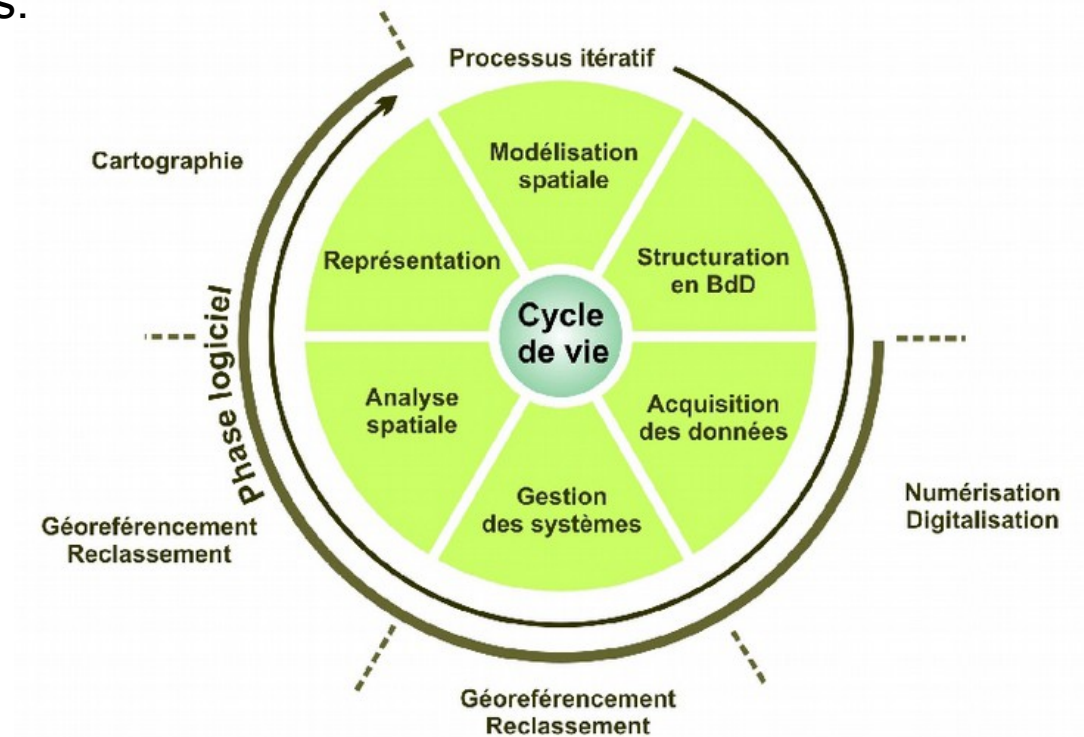 s.
Processus itératif
Cartographie
Modélisation
spatiale
Représentation
Structuration
en BdD
Cycle
de vie
Phase logiciel
Analyse
spatiale
Acquisition
des données
Gestion
des systèmes
Numérisation
Digitalisation
Géoreférencement
Reclassement
Géoreférencement
Reclassement